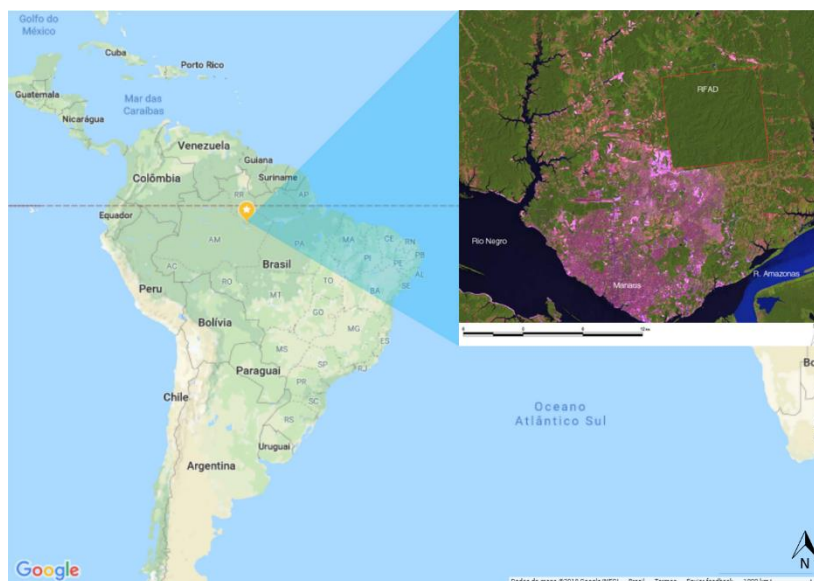 Golfo do
México
Cuba
Porto Rico
Guatemala
Mar das
Caraíbas
Nicarágua
Venezuela
Guiana
Colômbia
Suriname
RR
AP
Equador
AM
PA
MA
CE
RN
PB
PI
PE
AC
Brasil
TO
AL
SE
RO
BA
Peru
MT
GO
Bolívia
MG
MS
ES
SP
RJ
Paraguai
PR
Chile
SC
RS
Uruguai
Argentina
Oceano
Atlântico Sul
RFAD
Rio Negro
Manaus
R. Amazonas
Bo
N
Google